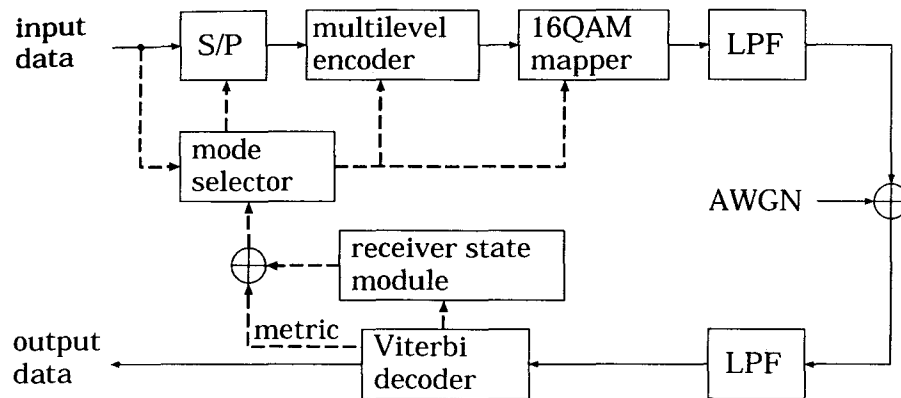 input
data
S/P
multilevel
encoder
16QAM
mapper
LPF
mode
selector
AWGN
receiver state
module
metric
output
data
Viterbi
decoder
LPF